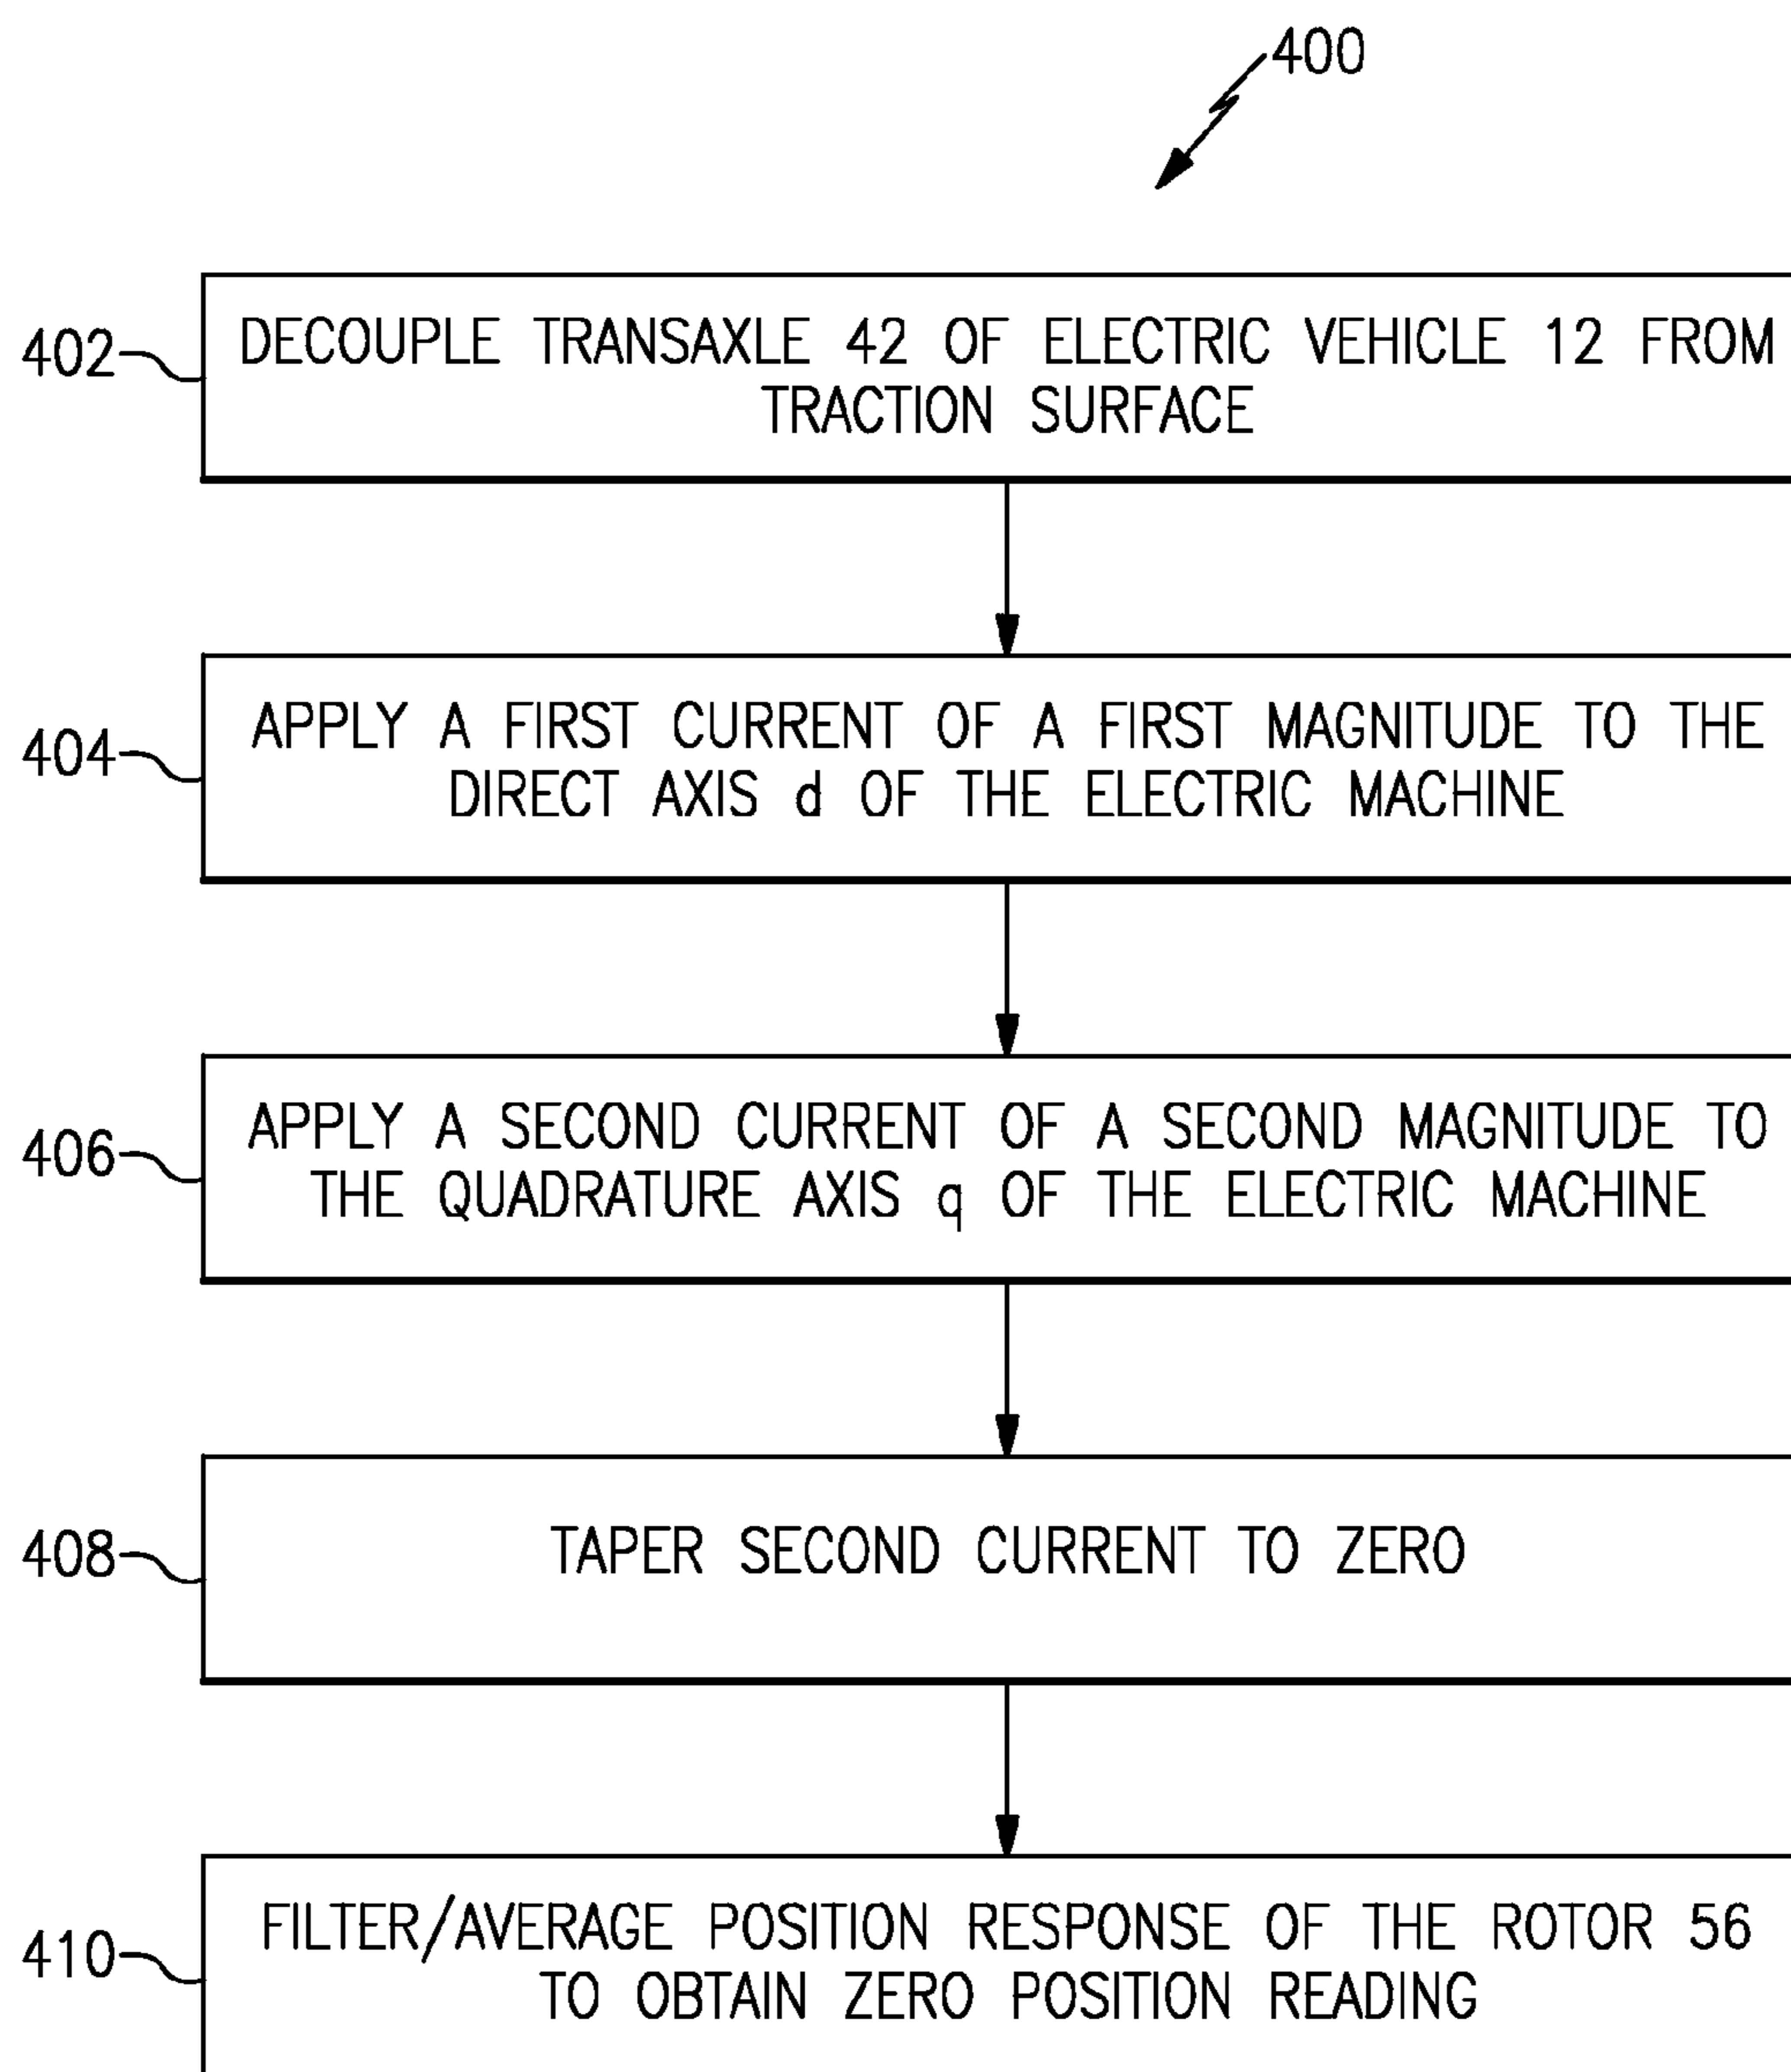 400
402
DECOUPLE TRANSAXLE 42 OF ELECTRIC VEHICLE 12 FROM
TRACTION SURFACE
404
APPLY A FIRST CURRENT OF A FIRST MAGNITUDE TO THE
DIRECT AXIS d OF THE ELECTRIC MACHINE
406
APPLY A SECOND CURRENT OF A SECOND MAGNITUDE TO
THE QUADRATURE AXIS q OF THE ELECTRIC MACHINE
408
TAPER SECOND CURRENT TO ZERO
410
FILTER/AVERAGE POSITION RESPONSE OF THE ROTOR 56
TO OBTAIN ZERO POSITION READING